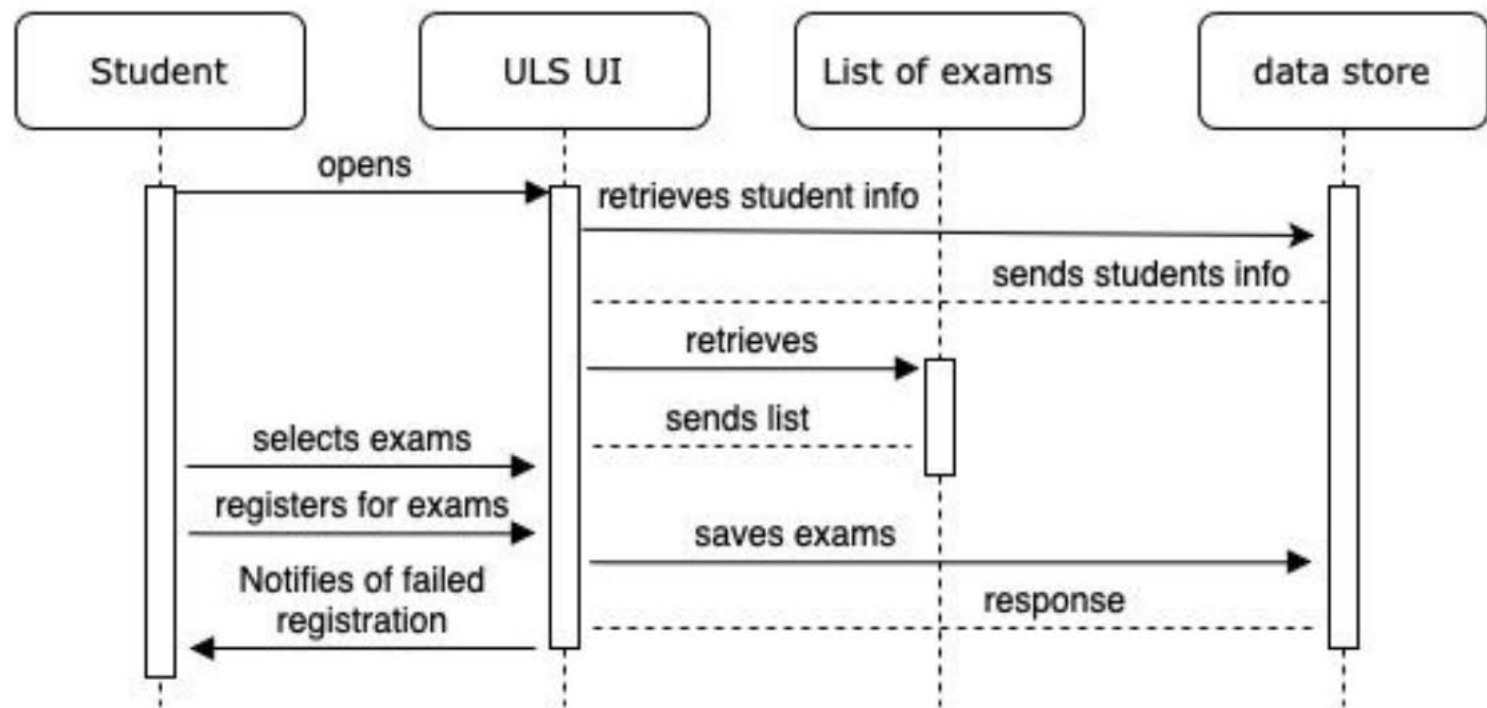 Student
ULS UI
List of exams
data store
opens
retrieves student info
sends students info
retrieves
sends list
selects exams
registers for exams
saves exams
Notifies of failed
registration
response